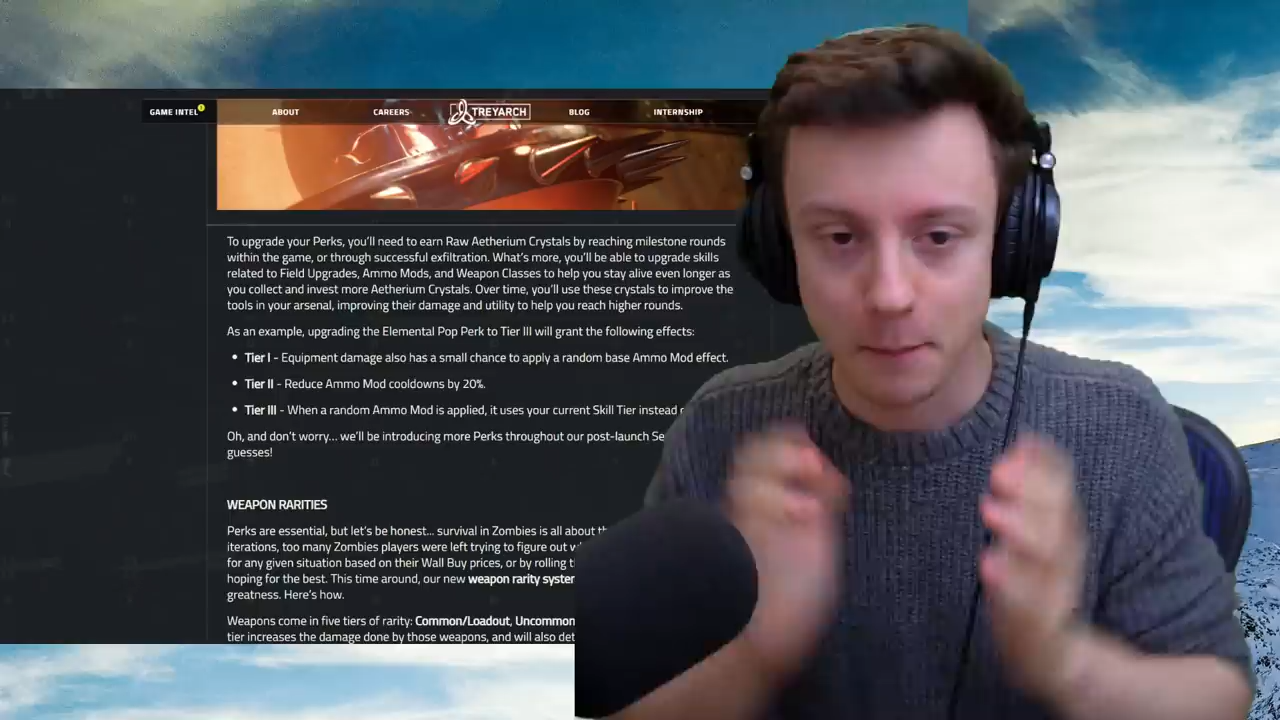 GAME INTEL
ABOUT
CAREERS
TREYARCH
BLOG
INTERNSHIP
To upgrade your Perks, you'll need to earn Raw Aetherium Crystals by reaching milestone rounds
within the game, or through successful exfiltration. What's more, you'll be able to upgrade skills
related to Field Upgrades, Ammo Mods, and Weapon Classes to help you stay alive even longer as
you collect and invest more Aetherium Crystals. Over time, you'll use these crystals to improve the
tools in your arsenal, improving their damage and utility to help you reach higher rounds.
As an example, upgrading the Elemental Pop Perk to Tier III will grant the following effects:
• Tier I - Equipment damage also has a small chance to apply a random base Ammo Mod effect.
• Tier II - Reduce Ammo Mod cooldowns by 20%.
• Tier III - When a random Ammo Mod is applied, it uses your current Skill Tier instead
Oh, and don't worry... we'll be introducing more Perks throughout our post-launch
guesses!
WEAPON RARITIES
Perks are essential, but let's be honest... survival in Zombies is all about
iterations, too many Zombies players were left trying to figure out
for any given situation based on their Wall Buy prices, or by rolling
hoping for the best. This time around, our new weapon rarity
greatness. Here's how.
Weapons come in five tiers of rarity: Common/Loadout, Uncommon
tier increases the damage done by those weapons, and will also